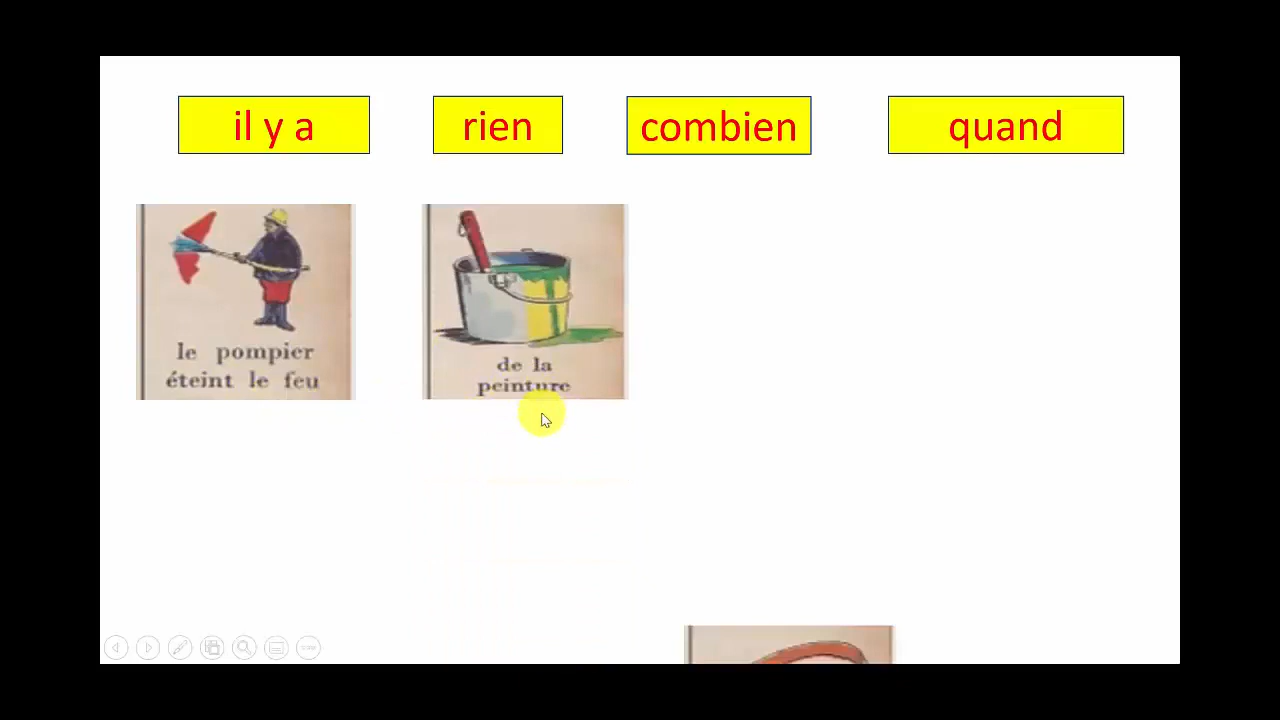 il y a
rien
combien
quand
le pompier
éteint le feu
de la
peinture